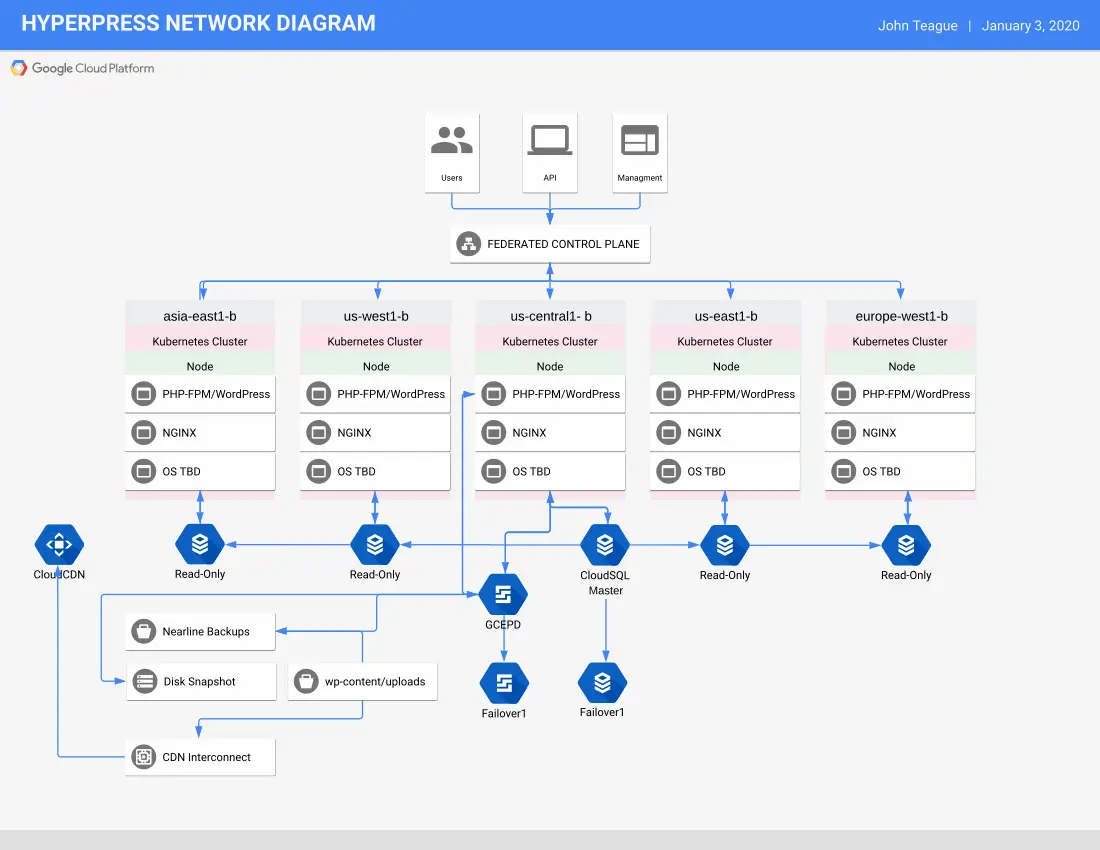 HYPERPRESS NETWORK DIAGRAM
John Teague | January 3, 2020
Google Cloud Platform
Users
API
Managment
FEDERATED CONTROL PLANE
asia-east1-b
us-west1-b
us-central1- b
us-east1-b
europe-west1-b
Kubernetes Cluster
Kubernetes Cluster
Kubernetes Cluster
Kubernetes Cluster
Kubernetes Cluster
Node
Node
Node
Node
Node
PHP-FPM/WordPress
PHP-FPM/WordPress
PHP-FPM/WordPress
PHP-FPM/WordPress
PHP-FPM/WordPress
NGINX
NGINX
NGINX
NGINX
NGINX
OS TBD
OS TBD
OS TBD
OS TBD
OS TBD
CloudCDN
Read-Only
Read-Only
CloudSQL
Master
Read-Only
Read-Only
GCEPD
Nearline Backups
Disk Snapshot
wp-content/uploads
Failover1
Failover1
CDN Interconnect